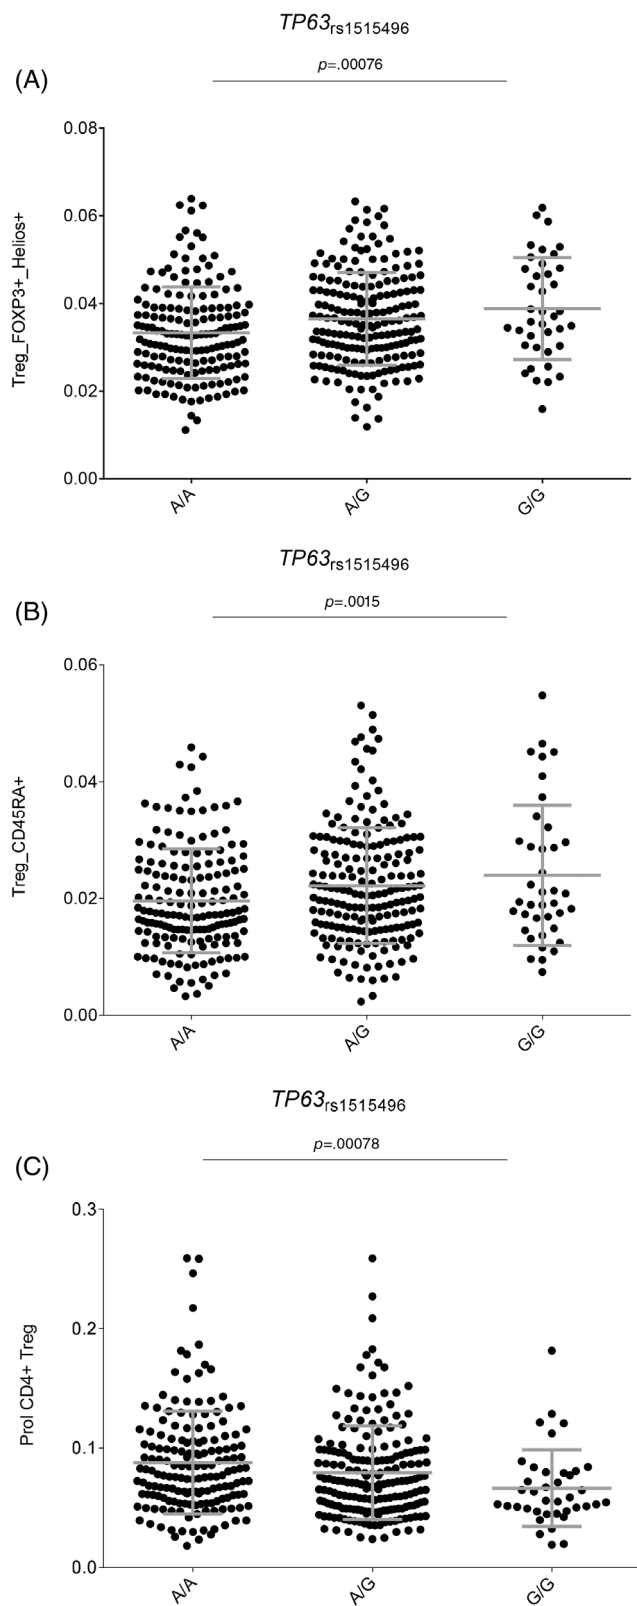 TP63rs1515496
p=.00076
(A)
0.08
0.06
0.04
0.02
0.00
Treg_FOXP3+_Helios+
A/A
A/G
G/G
TP63rs1515496
p=.0015
(B)
0.06
0.04
0.02
0.00
Treg_CD45RA+
A/A
A/G
G/G
TP63rs1515496
p=.00078
(C)
0.3
0.2
0.1
0.0
Prol CD4+ Treg
A/A
A/G
G/G